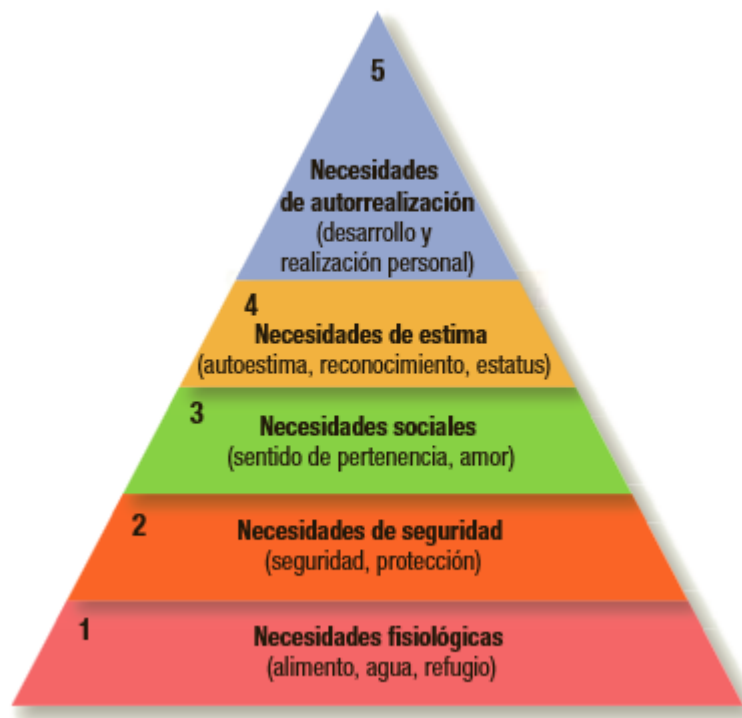 5
Necesidades
de autorrealización
(desarrollo y
realización personal)
4
Necesidades de estima
(autoestima, reconocimiento, estatus)
3
Necesidades sociales
(sentido de pertenencia, amor)
2
Necesidades de seguridad
(seguridad, protección)
1
Necesidades fisiológicas
(alimento, agua, refugio)